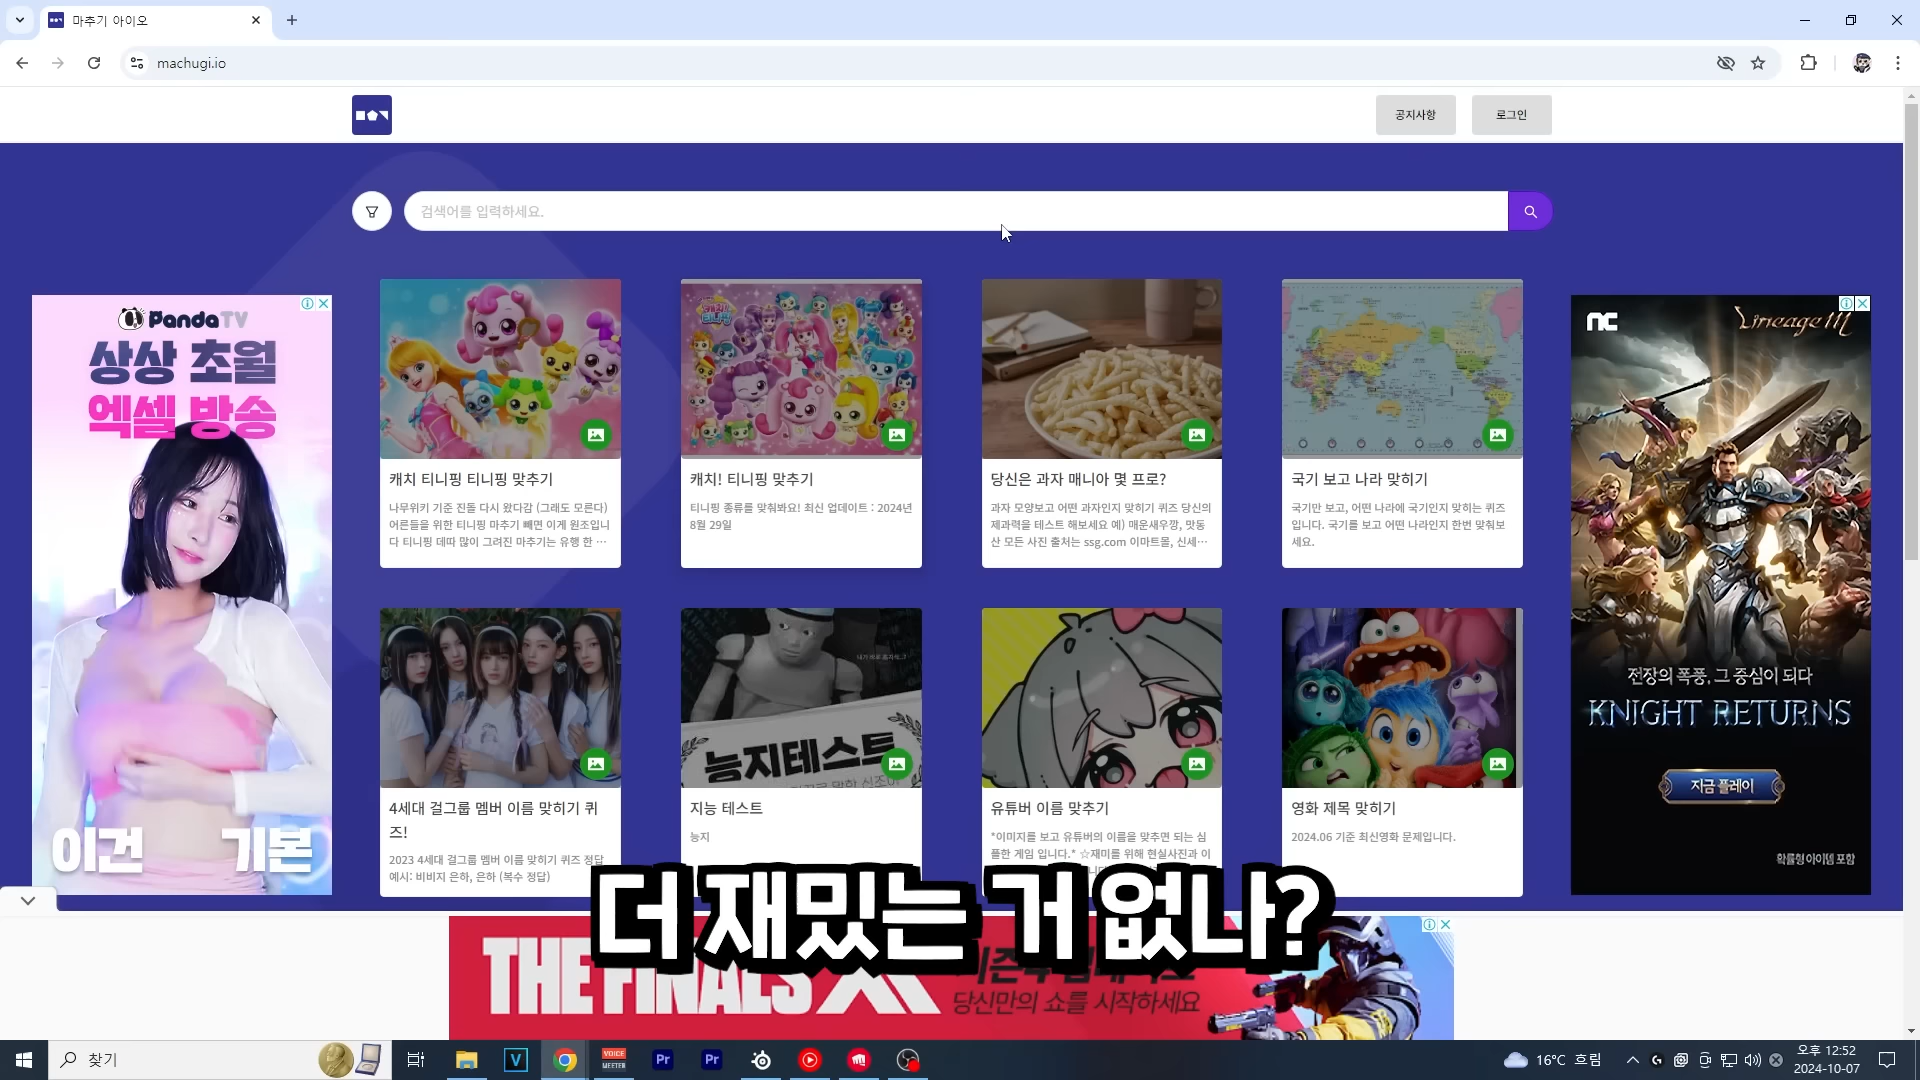 마추기 아이오
machugi.io
공지사항
로그인
검색어를 입력하세요.
PandaTV
상상 초월
엑셀 방송
이건 기본
캐치 티니핑 티니핑 맞추기
나무위키 기준 진돌 다시 왔다감 (그래도 모른다)
어른들을 위한 티니핑 마추기 빼면 이게 원조입니
다 티니핑 데따 많이 그려진 마추기는 유행 한 ···
캐치! 티니핑 맞추기
티니핑 종류를 맞춰봐요! 최신 업데이트 : 2024년
8월 29일
당신은 과자 매니아 몇 프로?
과자 모양보고 어떤 과자인지 맞히기 퀴즈 당신의
제과력을 테스트 해보세요 예) 매운새우깡, 맛동
산 모든 사진 출처는 ssg.com 이마트몰, 신세···
국기 보고 나라 맞히기
국기만 보고, 어떤 나라에 국기인지 맞히는 퀴즈
입니다. 국기를 보고 어떤 나라인지 한번 맞춰보
세요.
nc
Lineage M
전장의 폭풍, 그 중심이 되다
KNIGHT RETURNS
지금 플레이
확률형 아이템 포함
4세대 걸그룹 멤버 이름 맞히기 퀴
즈!
2023 4세대 걸그룹 멤버 이름 맞히기 퀴즈 정답
예시: 비비지 은하, 은하 (복수 정답)
능지테스트
지능 테스트
능지
유튜버 이름 맞추기
*이미지를 보고 유튜버의 이름을 맞추면 되는 심
플한 게임 입니다.* ☆재미를 위해 현실사진과 이
영화 제목 맞히기
2024.06 기준 최신영화 문제입니다.
더 재밌는 거 없나?
THE FINALS
당신만의 쇼를 시작하세요
찾기
V
VOICE
MEETER
Pr
Pr
16°C 흐림
오후 12:52
2024-10-07